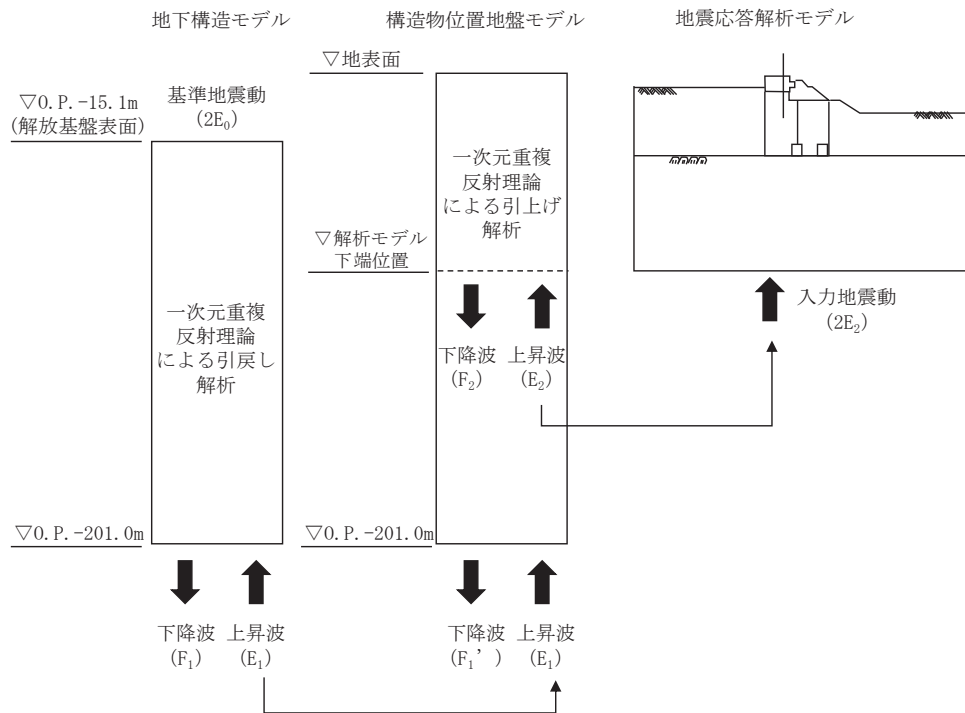 地下構造モデル
▽O.P.-15.1m
(解放基盤表面)
基準地震動
(2E₀)
一次元重複
反射理論
による引戻し
解析
▽O.P.-201.0m
下降波
(F₁)
上昇波
(E₁)
構造物位置地盤モデル
▽地表面
一次元重複
反射理論
による引上げ
解析
▽解析モデル
下端位置
下降波
(F₂)
上昇波
(E₂)
▽O.P.-201.0m
下降波
(F₁’)
上昇波
(E₁)
地震応答解析モデル
入力地震動
(2E₂)